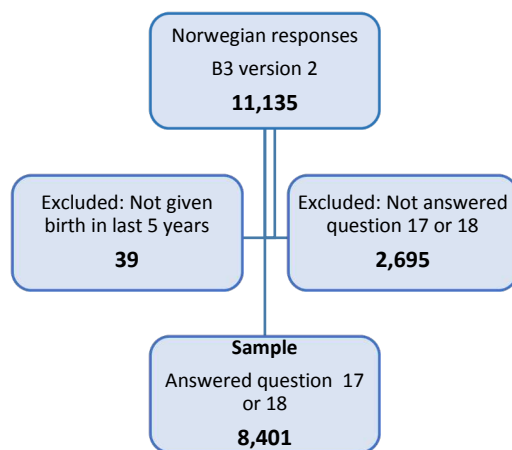 Norwegian responses
B3 version 2
11,135
Excluded: Not given
birth in last 5 years
39
Excluded: Not answered
question 17 or 18
2,695
Sample
Answered question 17
or 18
8,401